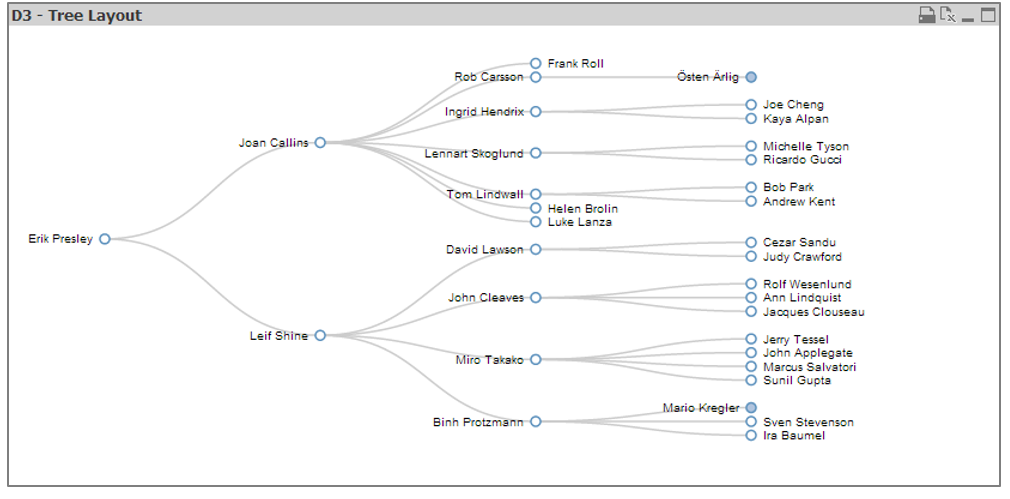 D3 - Tree Layout
Frank Roll
Rob Carsson
Östen Ärlig
Ingrid Hendrix
Joe Cheng
Kaya Alpan
Joan Callins
Lennart Skoglund
Michelle Tyson
Ricardo Gucci
Tom Lindwall
Bob Park
Andrew Kent
Helen Brolin
Luke Lanza
Erik Presley
David Lawson
Cezar Sandu
Judy Crawford
John Cleaves
Rolf Wesenlund
Ann Lindquist
Jacques Clouseau
Leif Shine
Miro Takako
Jerry Tessel
John Applegate
Marcus Salvatori
Sunil Gupta
Binh Protzmann
Mario Kregler
Sven Stevenson
Ira Baumel